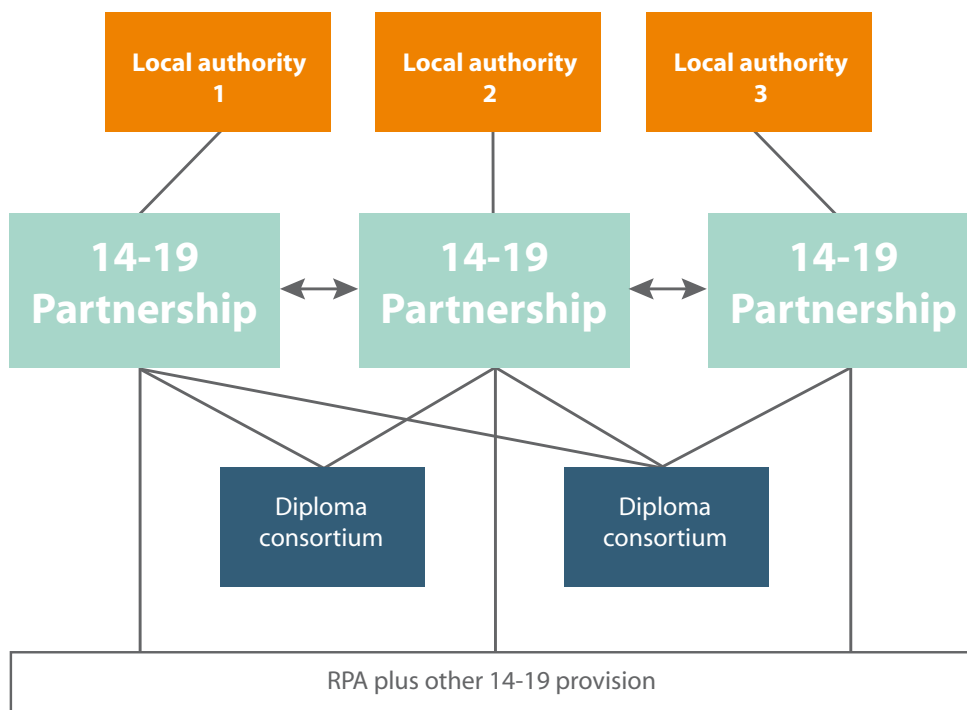 Local authority
1
Local authority
2
Local authority
3
14-19
Partnership
14-19
Partnership
14-19
Partnership
Diploma
consortium
Diploma
consortium
RPA plus other 14-19 provision